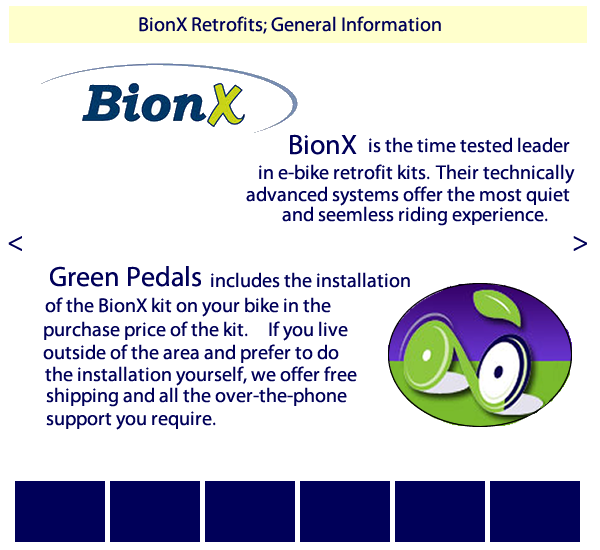 BionX Retrofits; General Information
BionX
BionX is the time tested leader
in e-bike retrofit kits. Their technically
advanced systems offer the most quiet
and seemless riding experience.
< >
Green Pedals includes the installation
of the BionX kit on your bike in the
purchase price of the kit. If you live
outside of the area and prefer to do
the installation yourself, we offer free
shipping and all the over-the-phone
support you require.